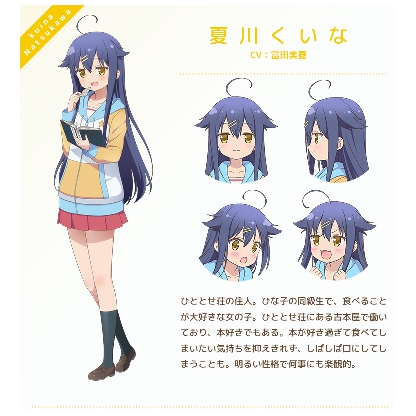 Kuina
Natsukawa
夏川くいな
CV：富田美憂
ひととせ荘の住人。ひな子の同級生で、食べること
が大好きな女の子。ひととせ荘にある古本屋で働い
ており、本好きでもある。本が好き過ぎて食べてし
まいたい気持ちを抑えきれず、しばしば口にしてし
まうことも。明るい性格で何事にも楽観的。